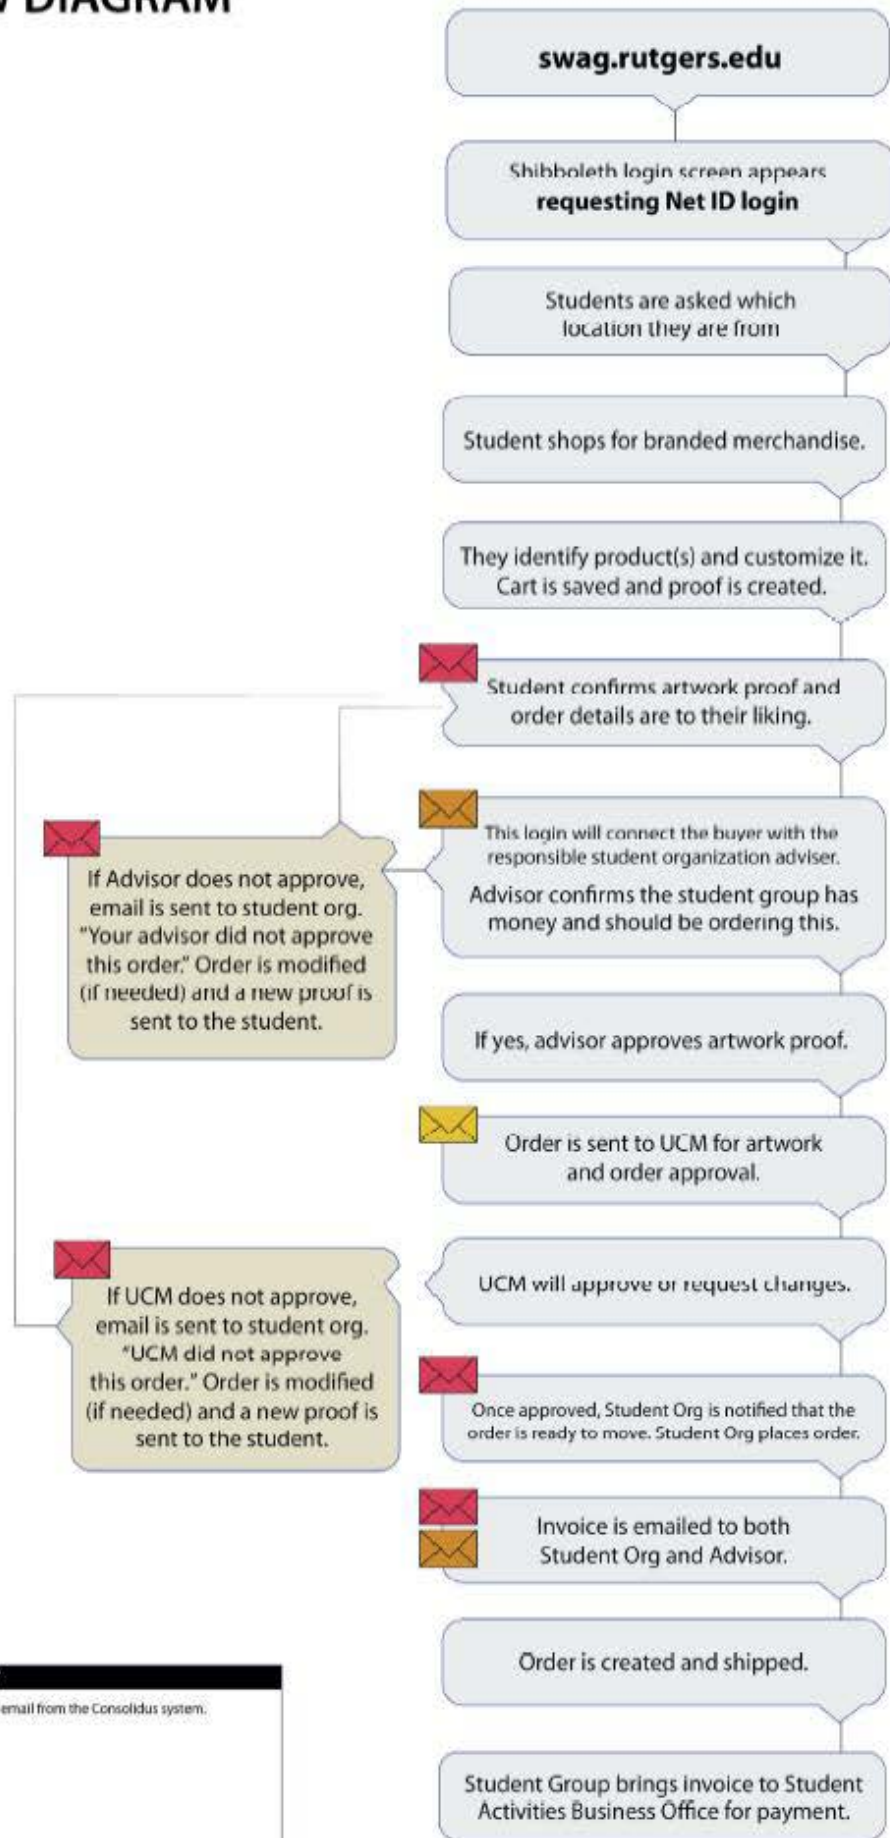 DIAGRAM
swag.rutgers.edu
Shibboleth login screen appears
requesting Net ID login
Students are asked which
location they are from
Student shops for branded merchandise.
They identify product(s) and customize it.
Cart is saved and proof is created.
Student confirms artwork proof and
order details are to their liking.
This login will connect the buyer with the
responsible student organization adviser.
Advisor confirms the student group has
money and should be ordering this.
If Advisor does not approve,
email is sent to student org.
"Your advisor did not approve
this order." Order is modified
(if needed) and a new proof is
sent to the student.
If yes, advisor approves artwork proof.
Order is sent to UCM for artwork
and order approval.
UCM will approve or request changes.
If UCM does not approve,
email is sent to student org.
"UCM did not approve
this order." Order is modified
(if needed) and a new proof is
sent to the student.
Once approved, Student Org is notified that the
order is ready to move. Student Org places order.
Invoice is emailed to both
Student Org and Advisor.
Order is created and shipped.
email from the Consolidus system.
Student Group brings invoice to Student
Activities Business Office for payment.